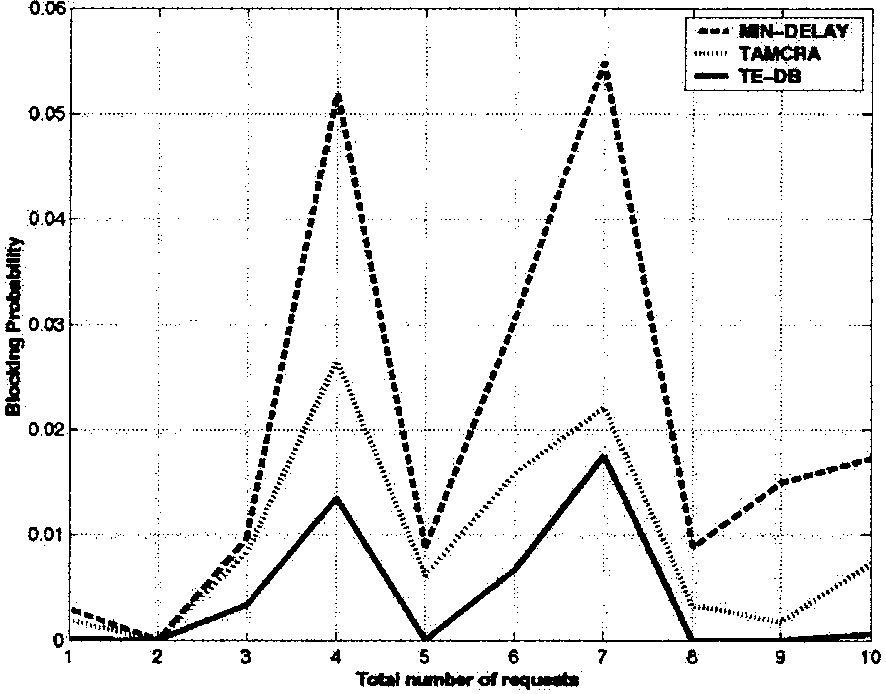 0.06
0.05
0.04
0.03
0.02
0.01
0
Blocking Probability
MIN-DELAY
TAMCRA
TE-DB
1 2 3 4 5 6 7 8 9 10
Total number of requests